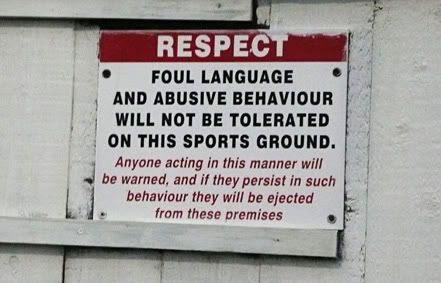 RESPECT
FOUL LANGUAGE
AND ABUSIVE BEHAVIOUR
WILL NOT BE TOLERATED
ON THIS SPORTS GROUND.
Anyone acting in this manner will
be warned, and if they persist in such
behaviour they will be ejected
from these premises